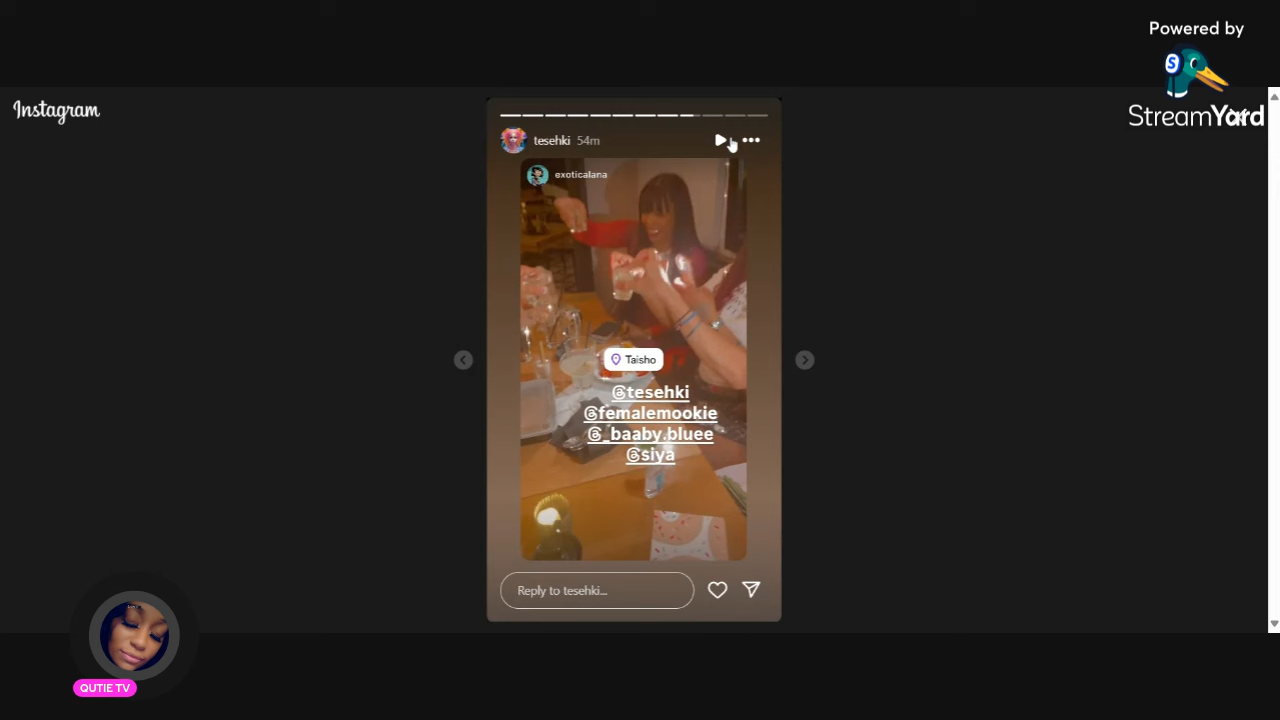 Powered by
StreamYard
Instagram
tesehki 54m
exoticalana
Taisho
@tesehki
@femalemookie
@_baaby.bluee
@siya
Reply to tesehki...
QUTIE TV